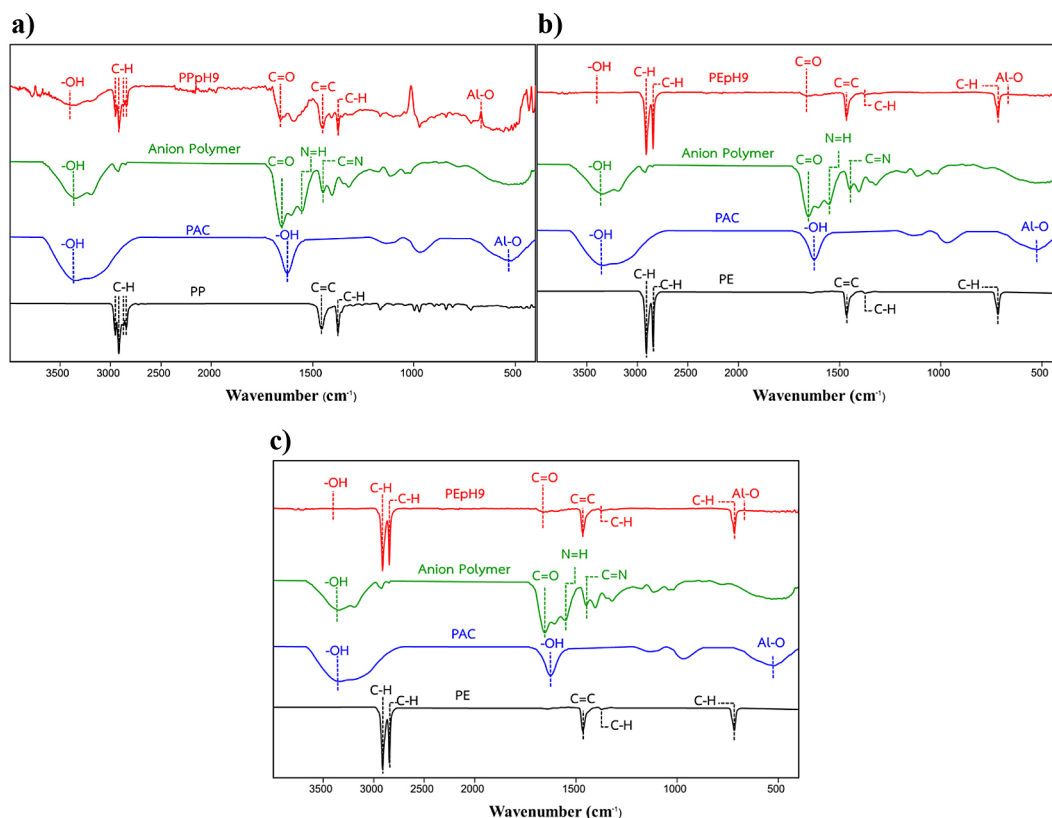 a)
-OH
C-H
PPpH9
C=O
C=C
C-H
Al-O
-OH
Anion Polymer
C=O
N=H
C=N
-OH
PAC
-OH
Al-O
C-H
PP
C=C
C-H
3500 3000 2500 2000 1500 1000 500
Wavenumber (cm⁻¹)
b)
-OH
C-H
C-H
PEpH9
C=O
C=C
C-H
C-H
Al-O
-OH
Anion Polymer
C=O
N=H
C=N
-OH
PAC
-OH
Al-O
C-H
C-H
PE
C=C
C-H
C-H
3500 3000 2500 2000 1500 1000 500
Wavenumber (cm⁻¹)
c)
-OH
C-H
C-H
PEpH9
C=O
C=C
C-H
C-H
Al-O
-OH
Anion Polymer
C=O
N=H
C=N
-OH
PAC
-OH
Al-O
C-H
C-H
PE
C=C
C-H
C-H
3500 3000 2500 2000 1500 1000 500
Wavenumber (cm⁻¹)